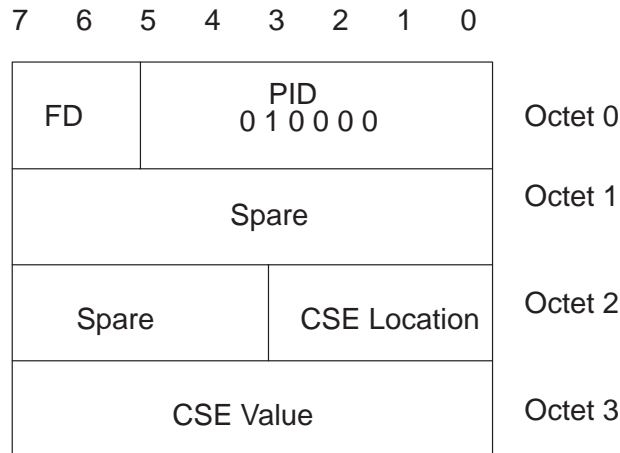 7 6 5 4 3 2 1 0
FD PID
0 1 0 0 0 0 Octet 0
Spare Octet 1
Spare CSE Location Octet 2
CSE Value Octet 3